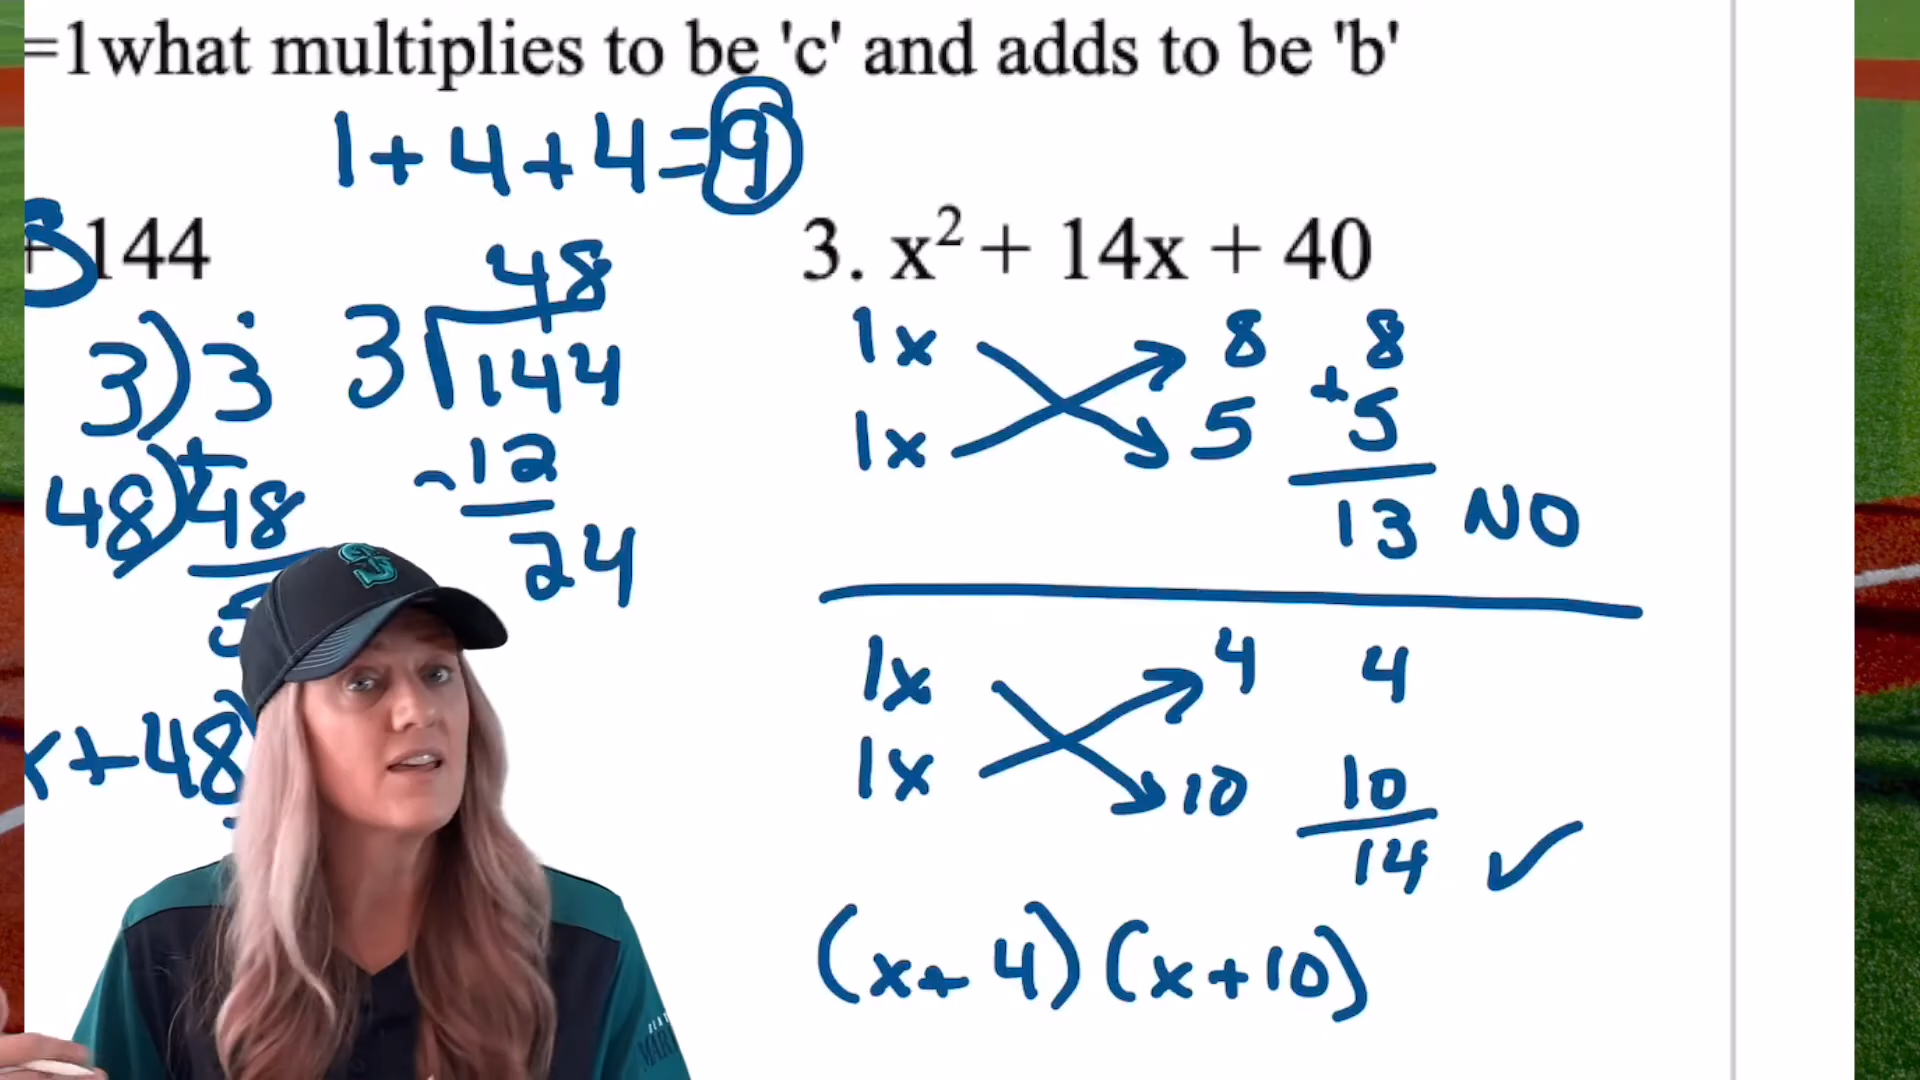 =1what multiplies to be 'c' and adds to be 'b'
1+4+4=9
+ 144
3) 3
48) +48
x+48
48
3 144
-12
24
3. x² + 14x + 40
1x 8 8
1x 5 +5
13 NO
1x 4 4
1x 10 10
14 ✓
(x+4)(x+10)